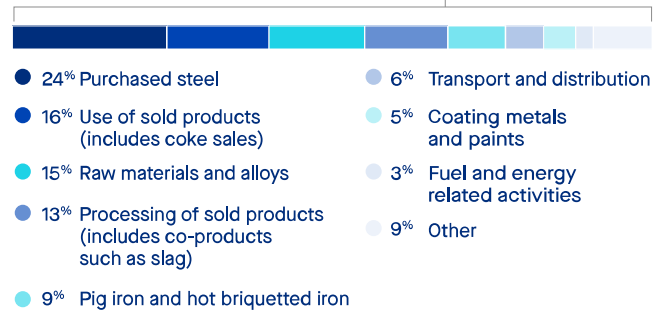 24% Purchased steel
16% Use of sold products
(includes coke sales)
15% Raw materials and alloys
13% Processing of sold products
(includes co-products
such as slag)
9% Pig iron and hot briquetted iron
6% Transport and distribution
5% Coating metals
and paints
3% Fuel and energy
related activities
9% Other